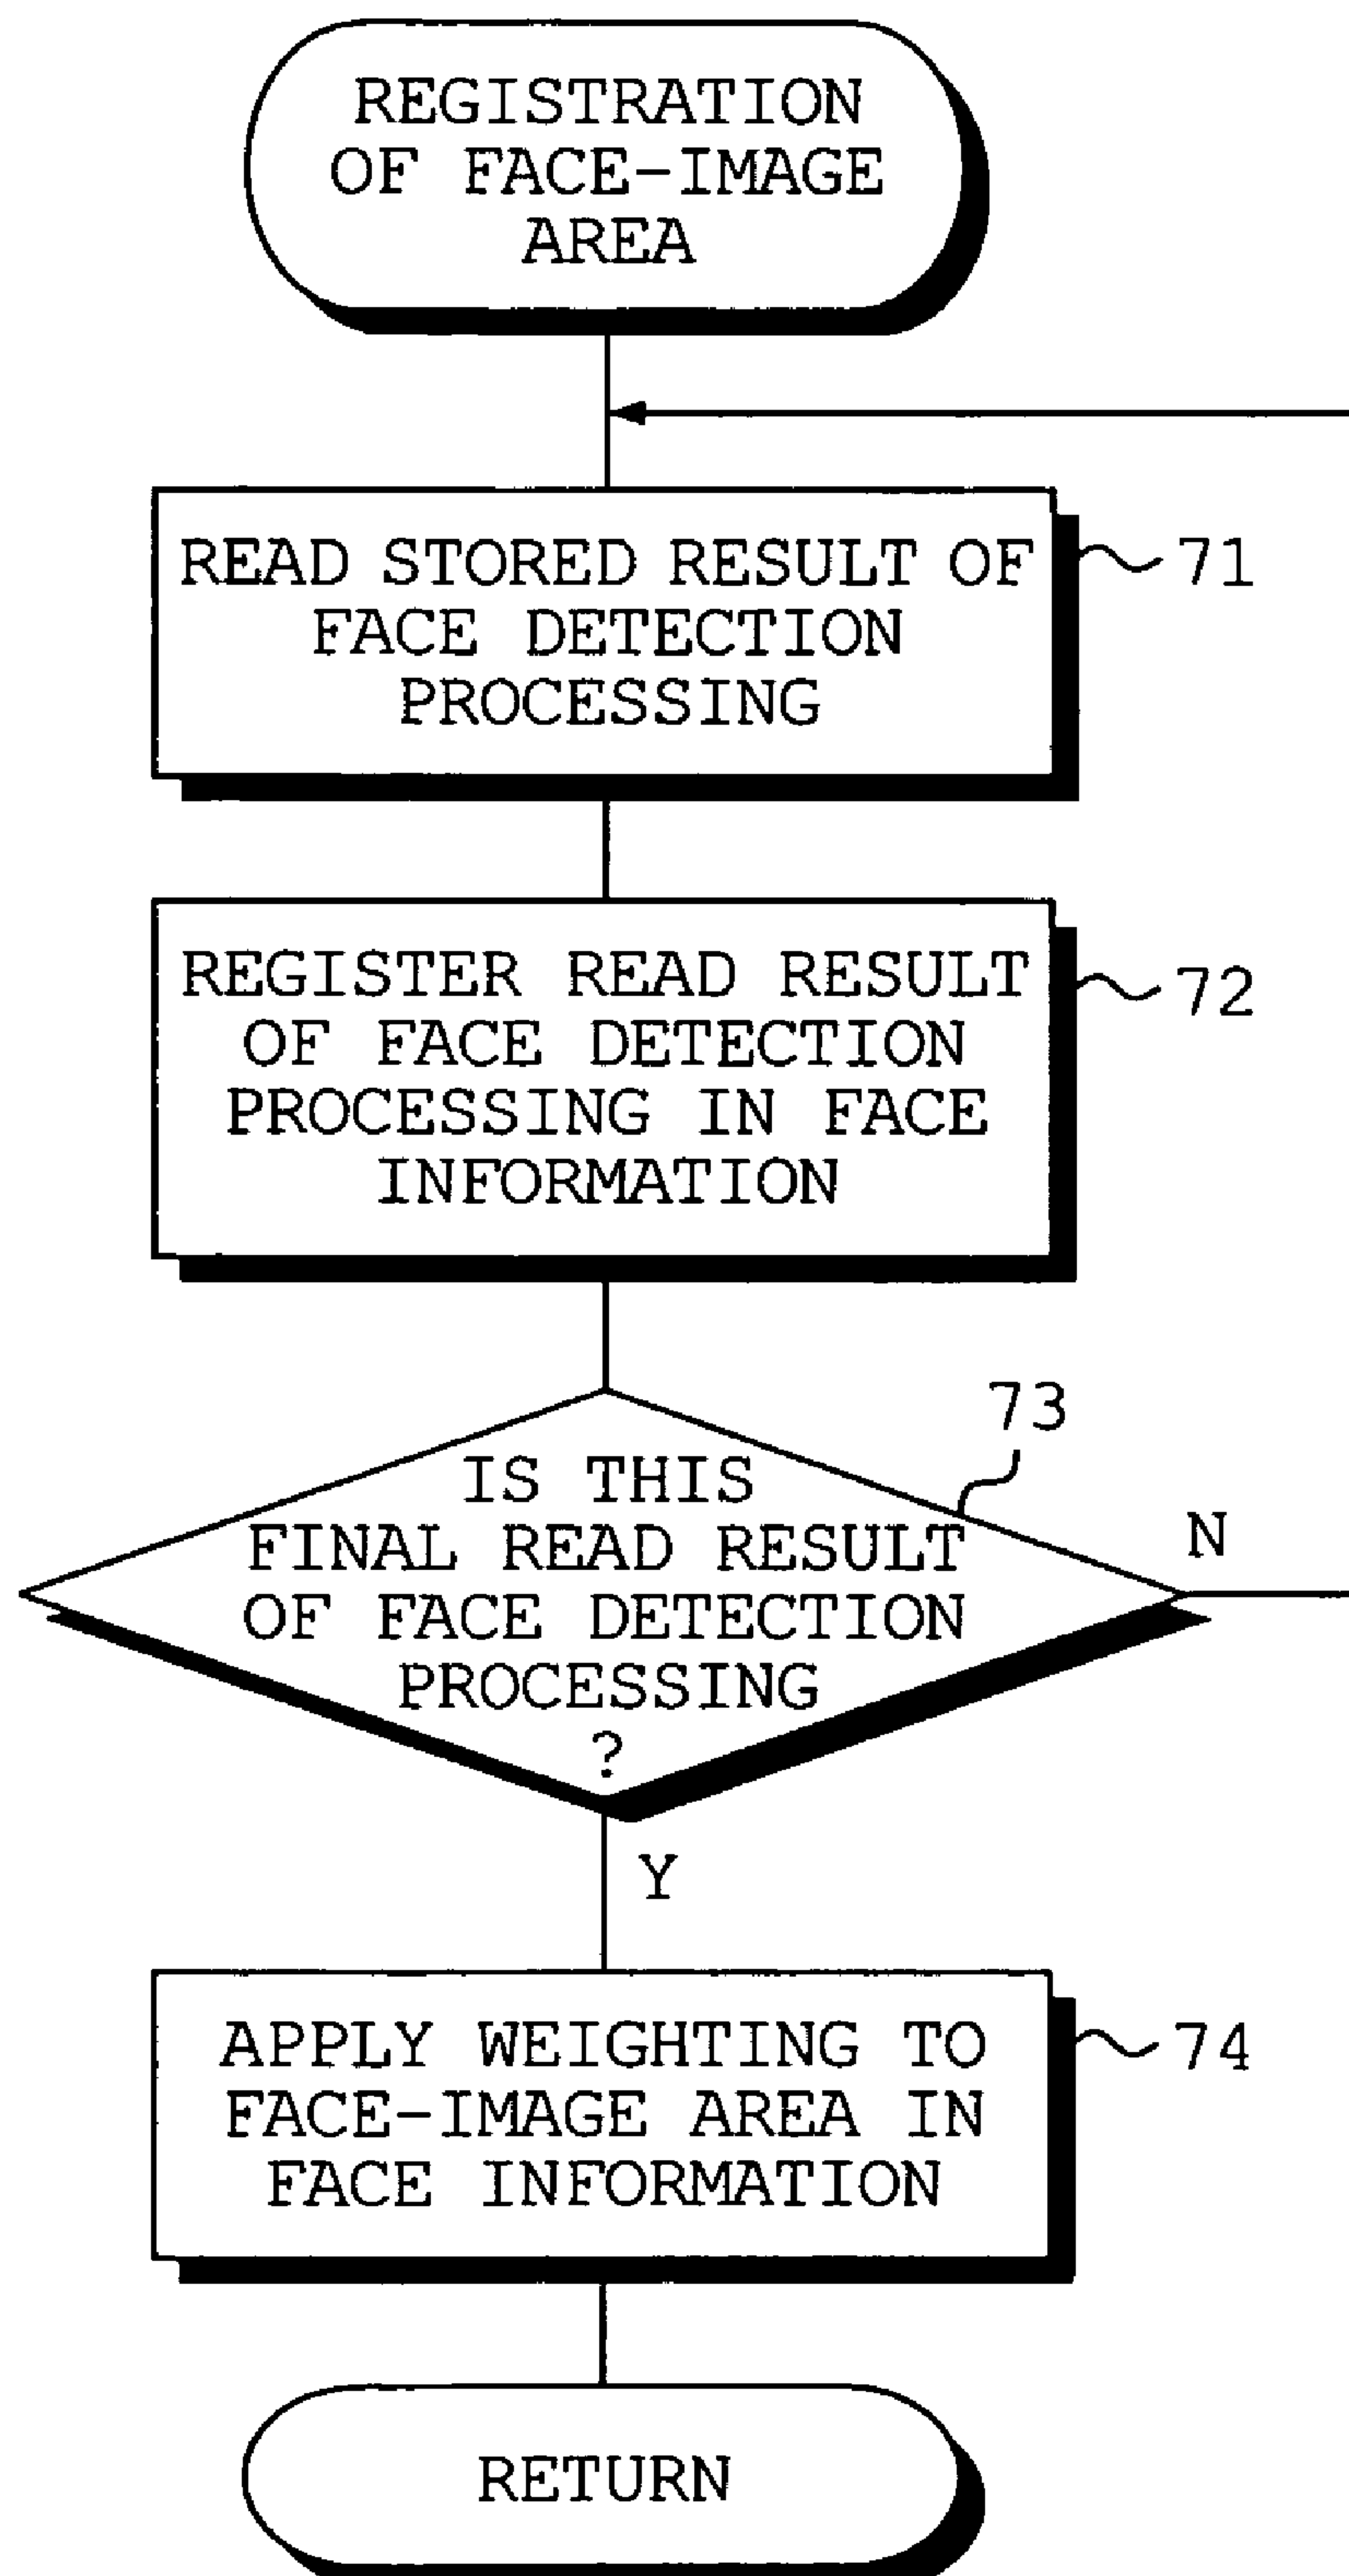 REGISTRATION
OF FACE-IMAGE
AREA
READ STORED RESULT OF
FACE DETECTION
PROCESSING
71
REGISTER READ RESULT
OF FACE DETECTION
PROCESSING IN FACE
INFORMATION
72
73
IS THIS
FINAL READ RESULT
OF FACE DETECTION
PROCESSING
?
N
Y
APPLY WEIGHTING TO
FACE-IMAGE AREA IN
FACE INFORMATION
74
RETURN